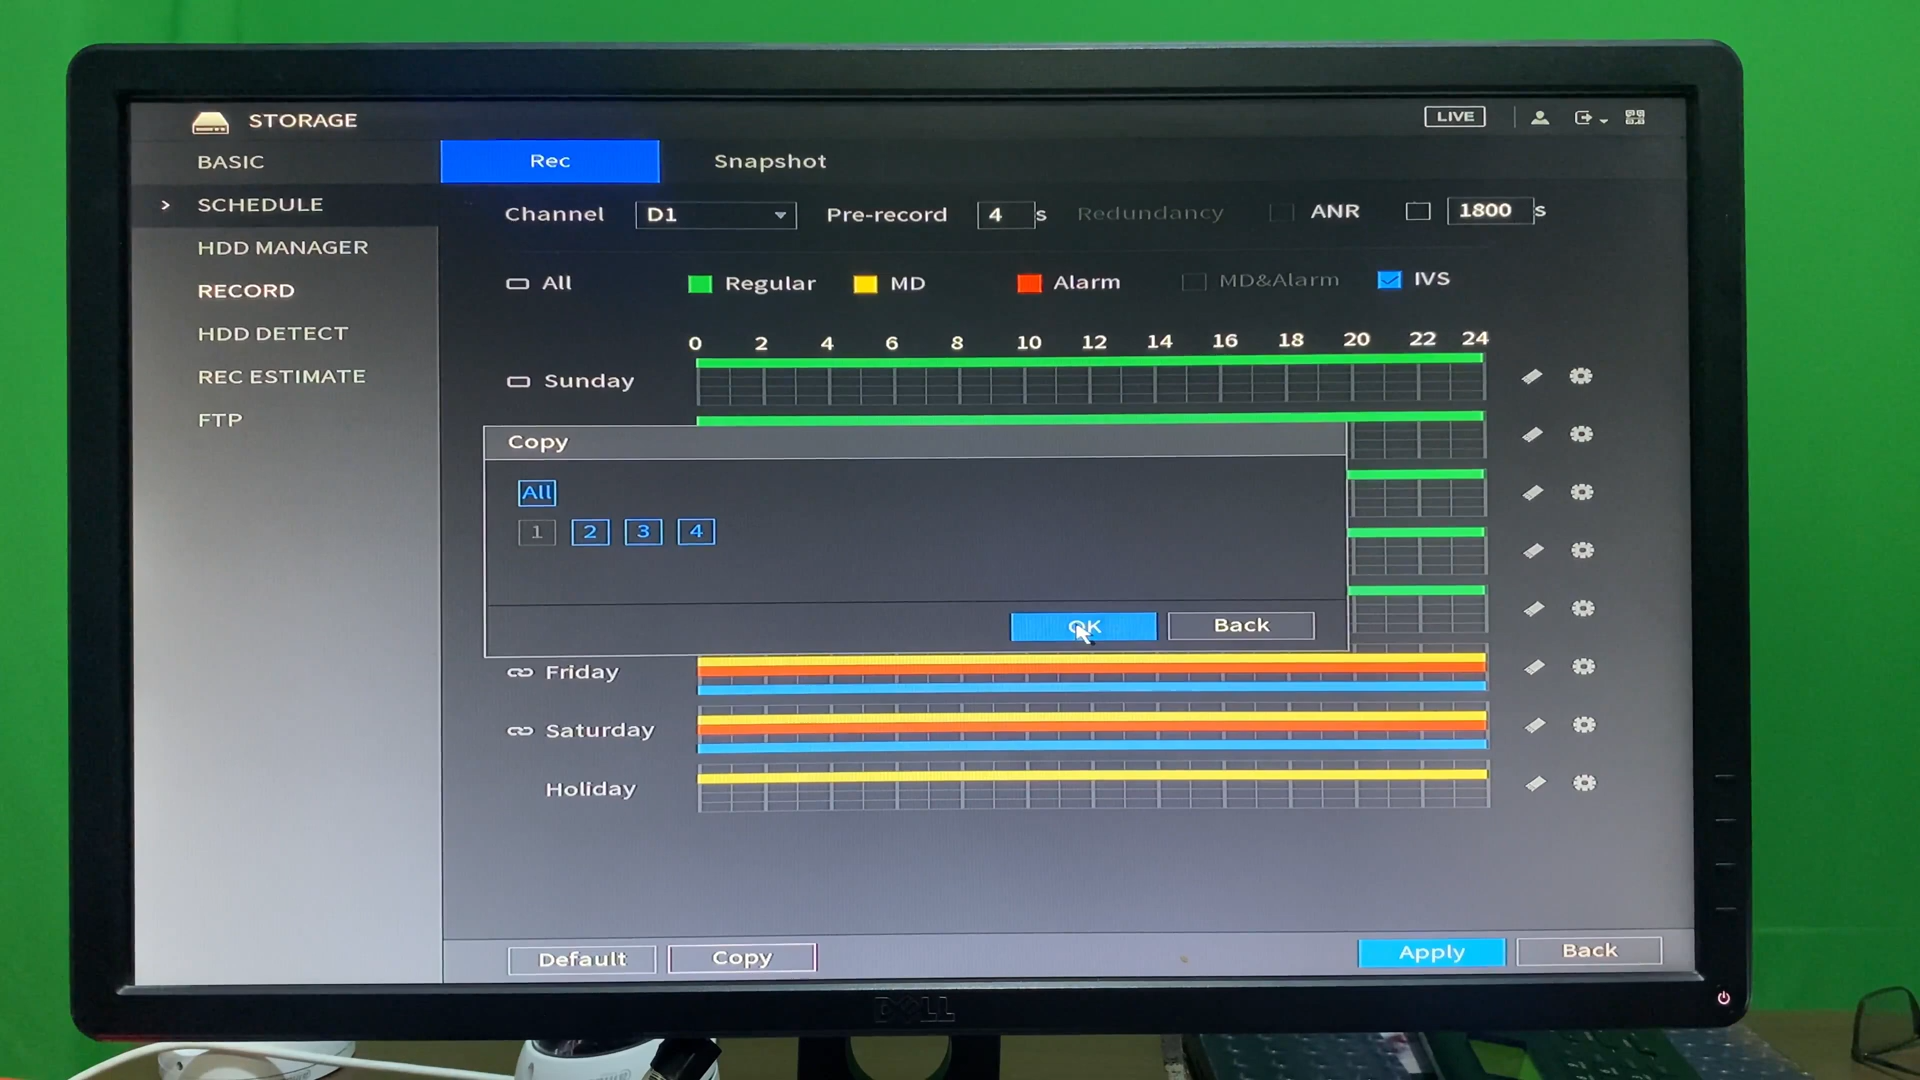 STORAGE
LIVE
BASIC
Rec
Snapshot
SCHEDULE
Channel D1 Pre-record 4 s Redundancy ANR 1800 s
HDD MANAGER
RECORD
All Regular MD Alarm MD&Alarm IVS
HDD DETECT
0 2 4 6 8 10 12 14 16 18 20 22 24
REC ESTIMATE
Sunday
FTP
Copy
All
1 2 3 4
OK Back
Friday
Saturday
Holiday
Default Copy Apply Back
DELL